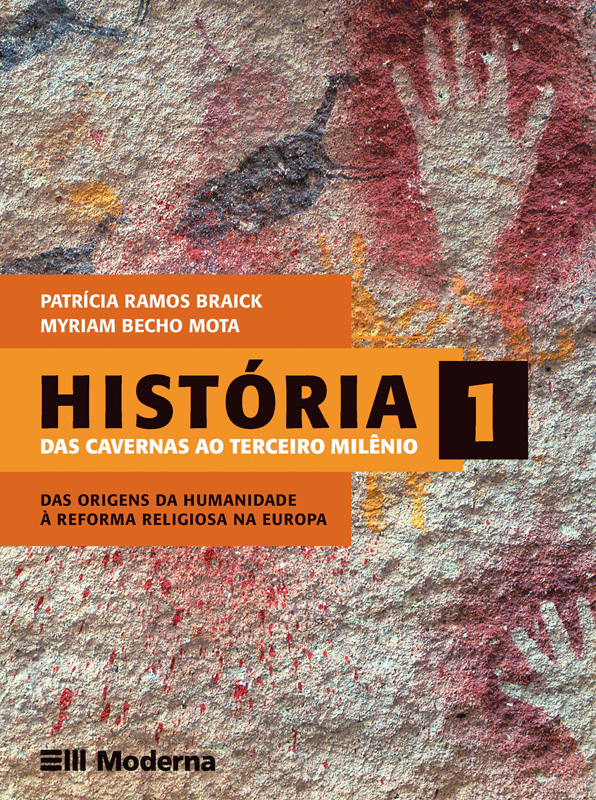 PATRÍCIA RAMOS BRAICK
MYRIAM BECHO MOTA
HISTÓRIA 1
DAS CAVERNAS AO TERCEIRO MILÊNIO
DAS ORIGENS DA HUMANIDADE
À REFORMA RELIGIOSA NA EUROPA
Moderna